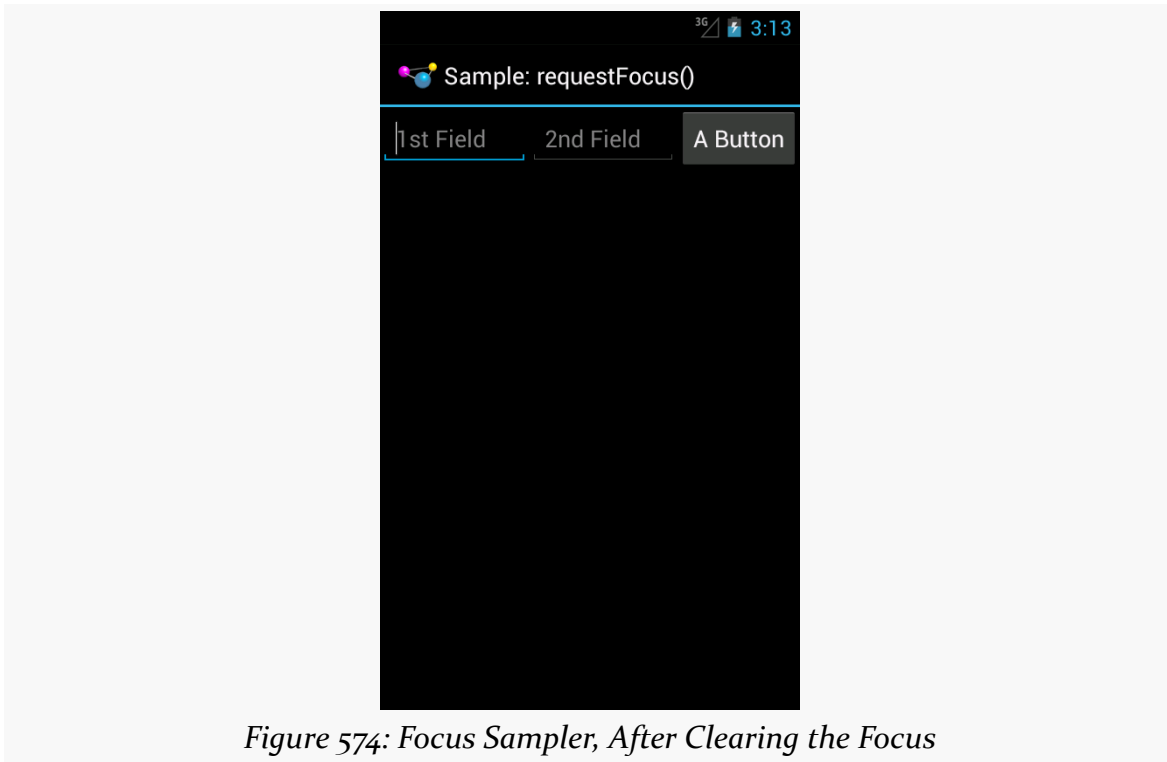 3G 3:13
Sample: requestFocus()
1st Field 2nd Field A Button
Figure 574: Focus Sampler, After Clearing the Focus